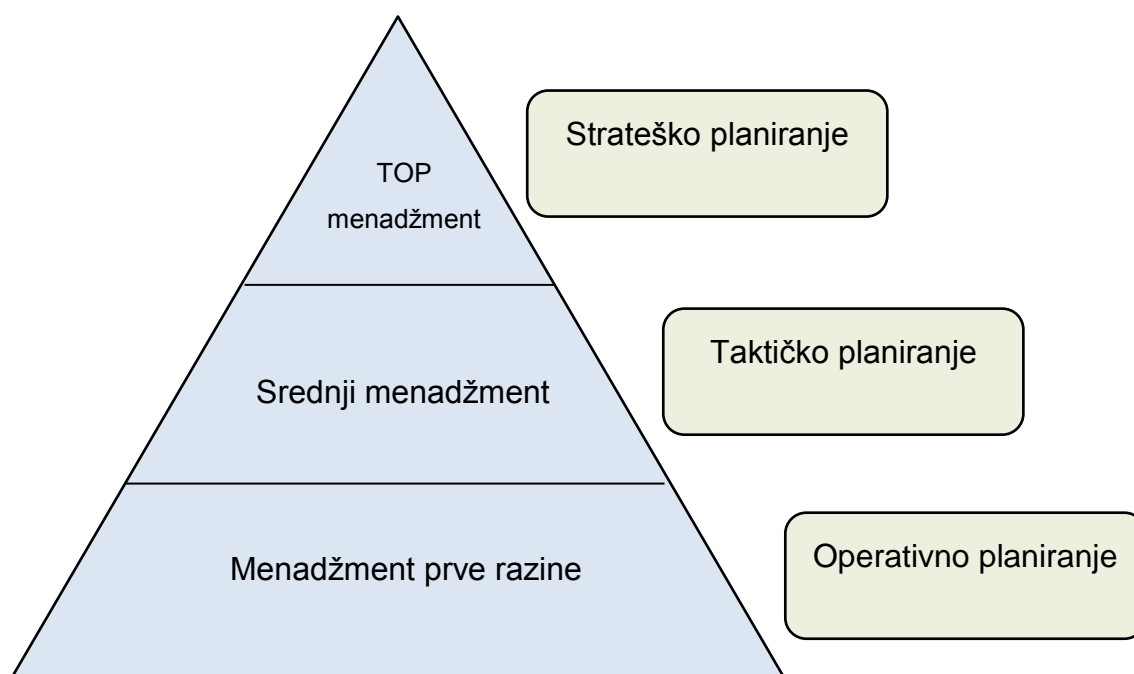 Strateško planiranje
TOP
menadžment
Taktičko planiranje
Srednji menadžment
Operativno planiranje
Menadžment prve razine